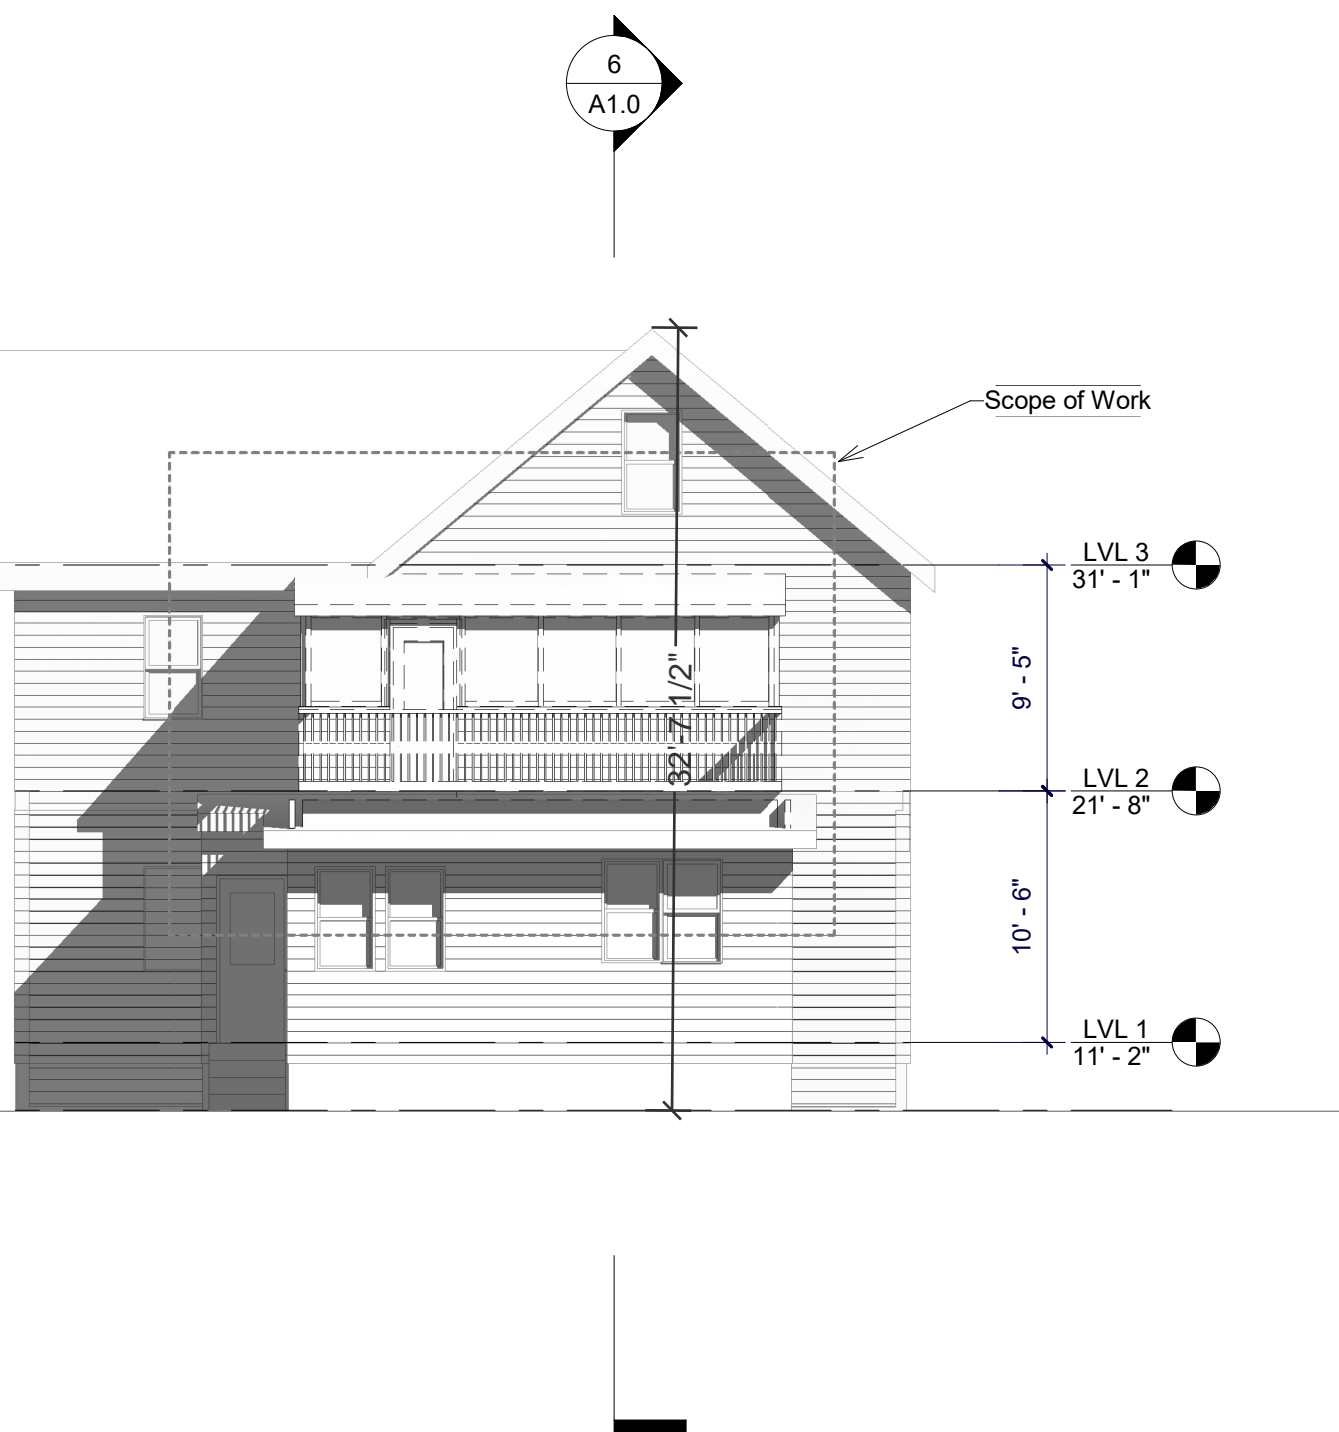 6
A1.0
Scope of Work
LVL 3
31' - 1"
9' - 5"
32'-7 1/2"
LVL 2
21' - 8"
10' - 6"
LVL 1
11' - 2"